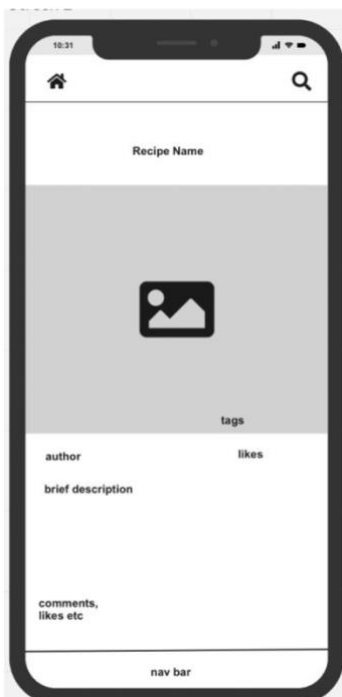 10:31
Recipe Name
tags
author
likes
brief description
comments,
likes etc
nav bar